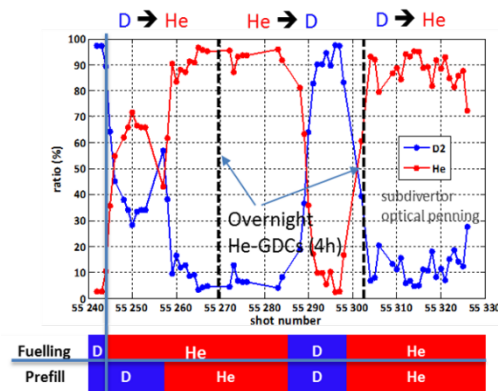 D → He He → D D → He
100
90
80
70
60
50
40
30
20
10
0
ratio (%)
D2
He
subdivertor
optical penning
Overnight
He-GDCs (4h)
55 240 55 250 55 260 55 270 55 280 55 290 55 300 55 310 55 320 55 330
shot number
Fuelling D He D He
Prefill D He D He